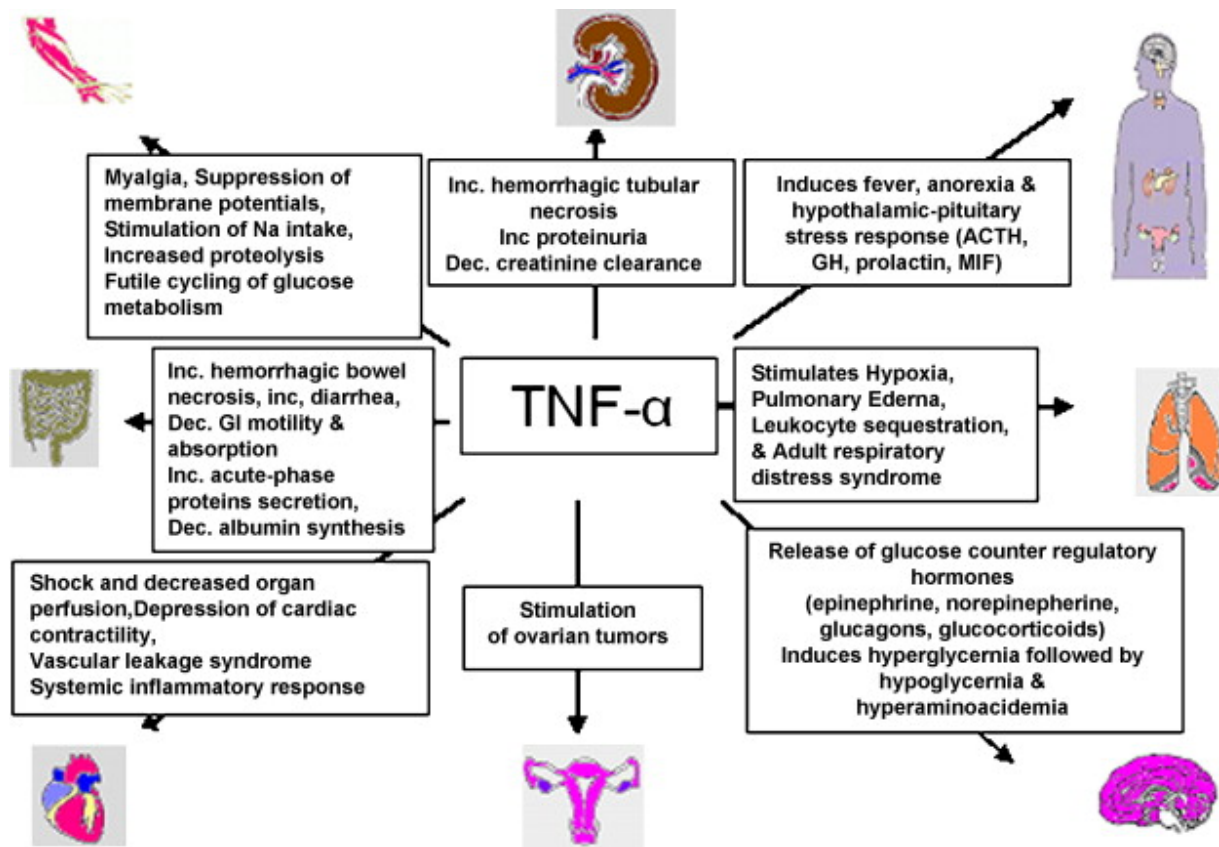 Myalgia, Suppression of
membrane potentials,
Stimulation of Na intake,
Increased proteolysis
Futile cycling of glucose
metabolism
Inc. hemorrhagic tubular
necrosis
Inc proteinuria
Dec. creatinine clearance
Induces fever, anorexia &
hypothalamic-pituitary
stress response (ACTH,
GH, prolactin, MIF)
Inc. hemorrhagic bowel
necrosis, inc, diarrhea,
Dec. GI motility &
absorption
Inc. acute-phase
proteins secretion,
Dec. albumin synthesis
TNF-α
Stimulates Hypoxia,
Pulmonary Ederna,
Leukocyte sequestration,
& Adult respiratory
distress syndrome
Shock and decreased organ
perfusion,Depression of cardiac
contractility,
Vascular leakage syndrome
Systemic inflammatory response
Stimulation
of ovarian tumors
Release of glucose counter regulatory
hormones
(epinephrine, norepinepherine,
glucagons, glucocorticoids)
Induces hyperglycernia followed by
hypoglycernia &
hyperaminoacidemia